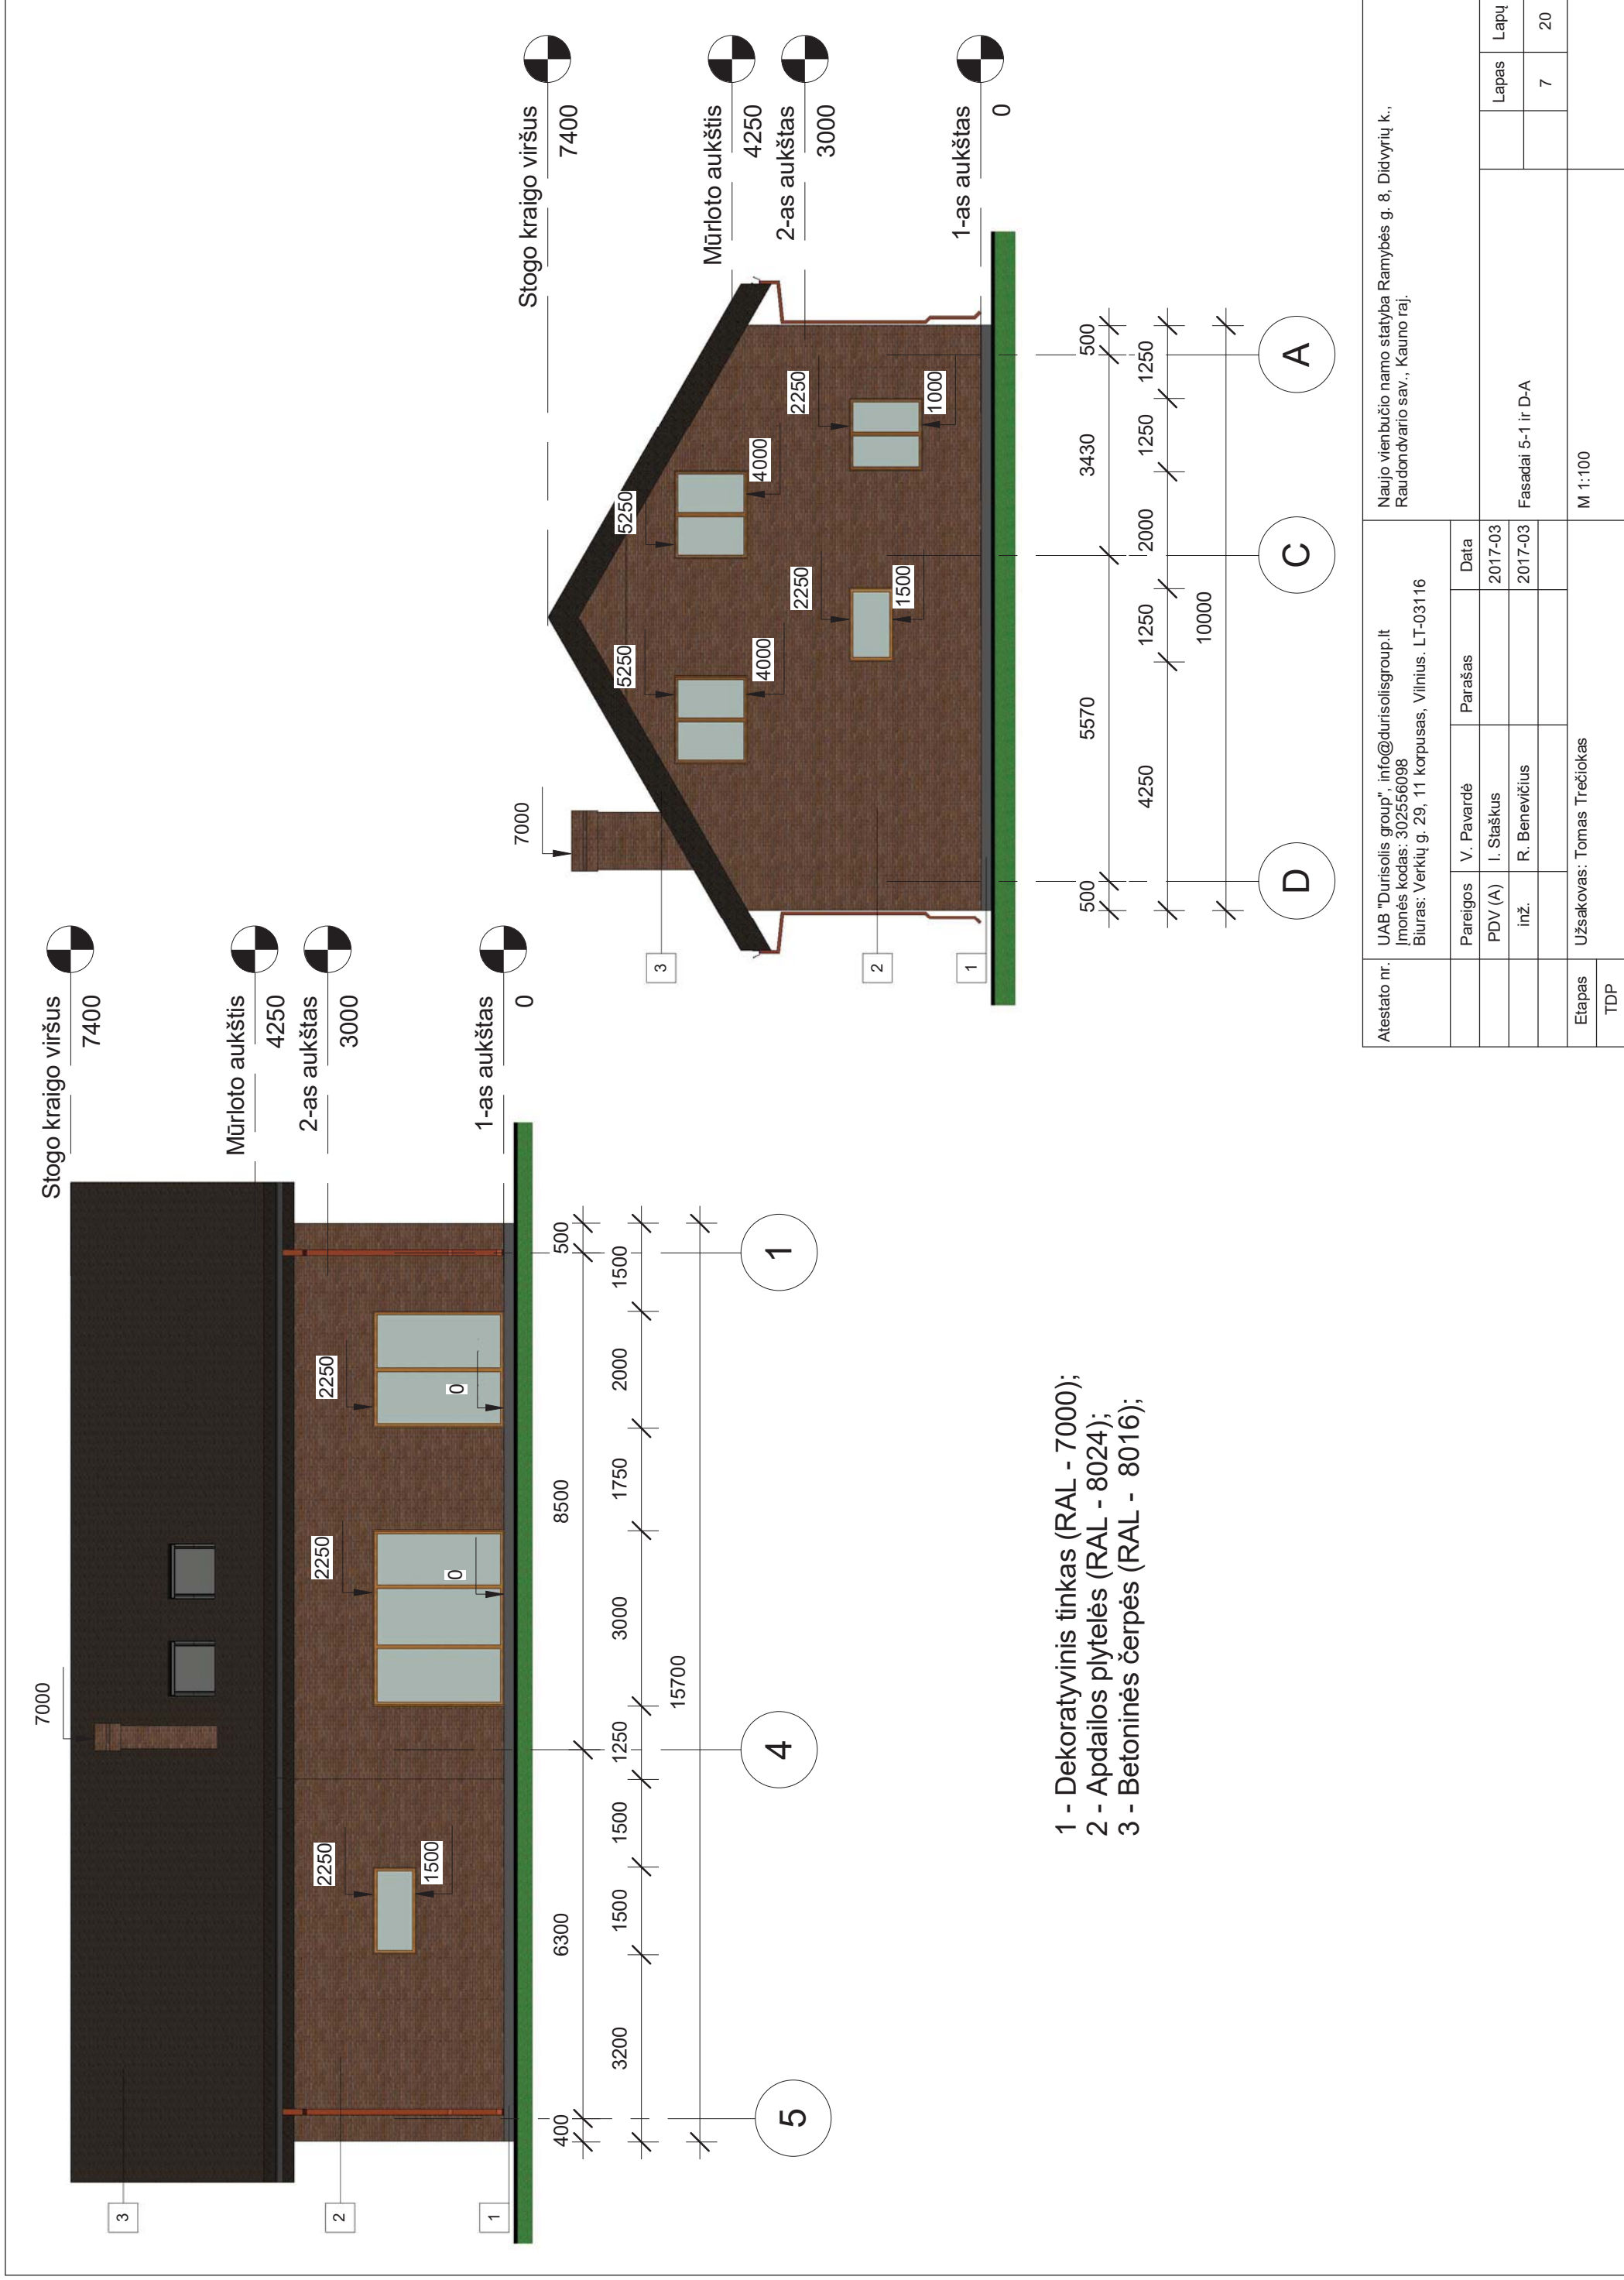 Stogo kraigo viršus
7400
Mūrloto aukštis
4250
2-as aukštas
3000
1-as aukštas
0
7000
3
2
1
2250
1500
2250
0
2250
0
400
6300
8500
500
3200
1500
1500
1250
3000
1750
2000
1500
15700
5
4
1
Stogo kraigo viršus
7400
Mūrloto aukštis
4250
2-as aukštas
3000
1-as aukštas
0
7000
3
2
1
5250
4000
5250
4000
2250
1500
2250
1000
500
5570
3430
500
4250
1250
2000
1250
1250
10000
D
C
A
1 - Dekoratyvinis tinkas (RAL - 7000);
2 - Apdailos plytelės (RAL - 8024);
3 - Betoninės čerpės (RAL - 8016);
Atestato nr.
UAB "Durisolis group", info@durisolisgroup.lt
Įmonės kodas: 302556098
Biuras: Verkių g. 29, 11 korpusas, Vilnius. LT-03116
Naujo vienbučio namo statyba Ramybės g. 8, Didvyrių k.,
Raudondvario sav., Kauno raj.
Pareigos V. Pavardė Parašas Data
PDV (A) I. Staškus 2017-03
inž. R. Benevičius 2017-03
Fasadai 5-1 ir D-A
Lapas Lapų
7 20
Etapas
TDP
Užsakovas: Tomas Trečiokas
M 1:100